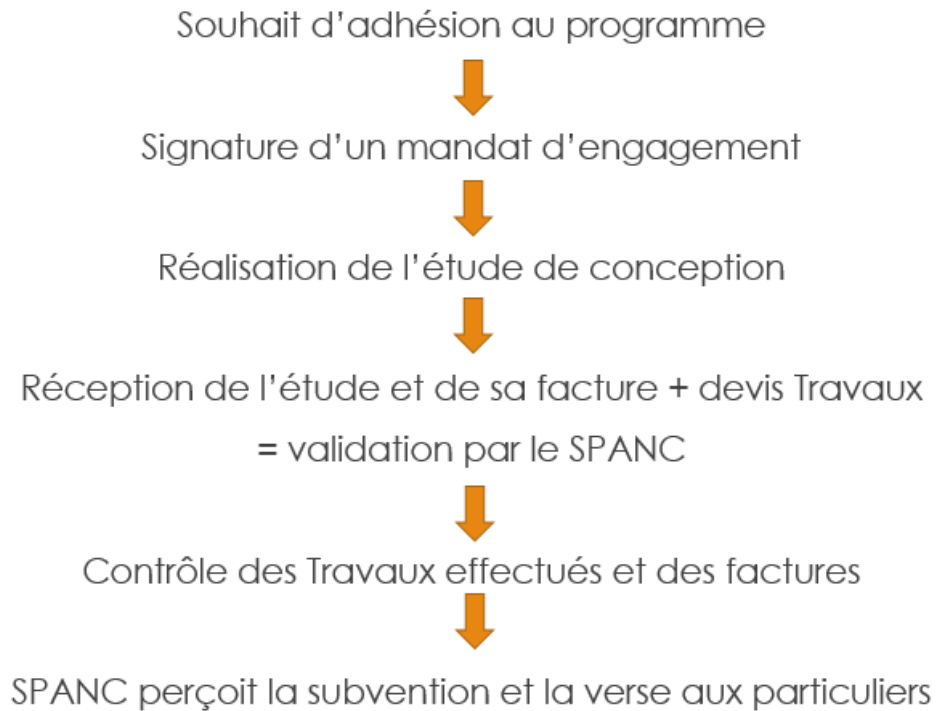 Souhait d’adhésion au programme
Signature d’un mandat d’engagement
Réalisation de l’étude de conception
Réception de l’étude et de sa facture + devis Travaux
= validation par le SPANC
Contrôle des Travaux effectués et des factures
SPANC perçoit la subvention et la verse aux particuliers